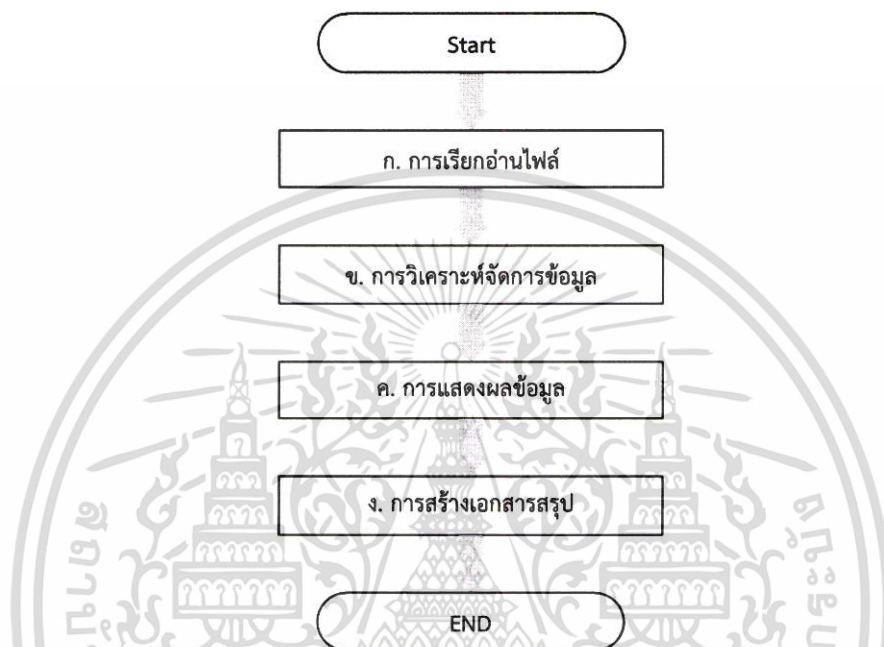 Start
ก. การเรียกอ่านไฟล์
ข. การวิเคราะห์จัดการข้อมูล
ค. การแสดงผลข้อมูล
ง. การสร้างเอกสารสรุป
END